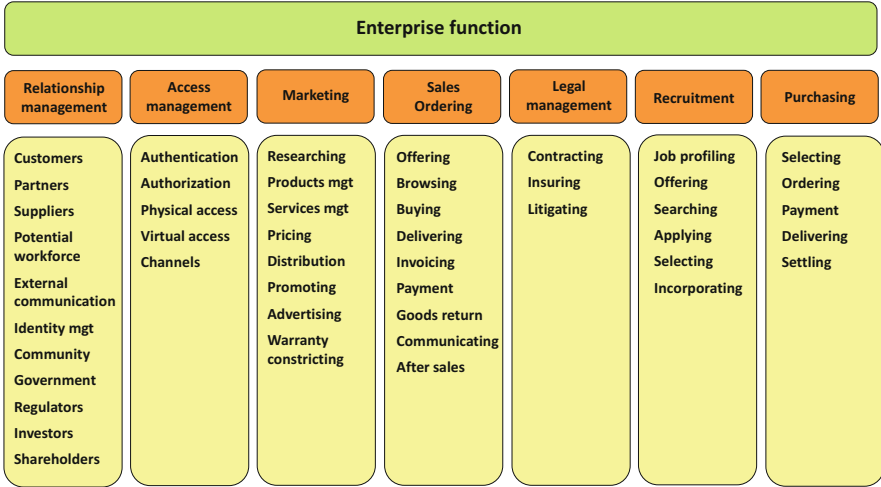 Enterprise function
Relationship
management
Access
management
Marketing
Sales
Ordering
Legal
management
Recruitment
Purchasing
Customers
Partners
Suppliers
Potential
workforce
External
communication
Identity mgt
Community
Government
Regulators
Investors
Shareholders
Authentication
Authorization
Physical access
Virtual access
Channels
Researching
Products mgt
Services mgt
Pricing
Distribution
Promoting
Advertising
Warranty
constricting
Offering
Browsing
Buying
Delivering
Invoicing
Payment
Goods return
Communicating
After sales
Contracting
Insuring
Litigating
Job profiling
Offering
Searching
Applying
Selecting
Incorporating
Selecting
Ordering
Payment
Delivering
Settling